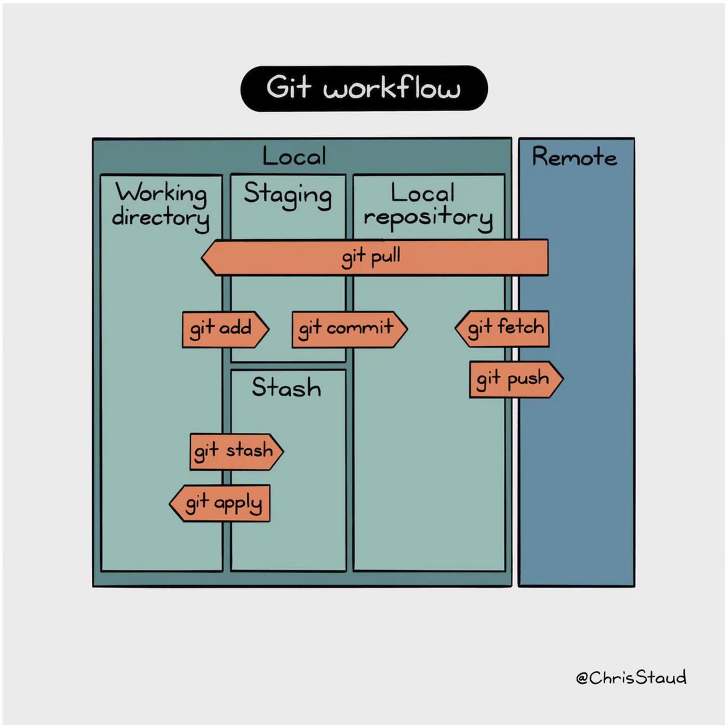 Git workflow
Local
Remote
Working
directory
Staging
Local
repository
git pull
git add
git commit
git fetch
git push
Stash
git stash
git apply
@ChrisStaud